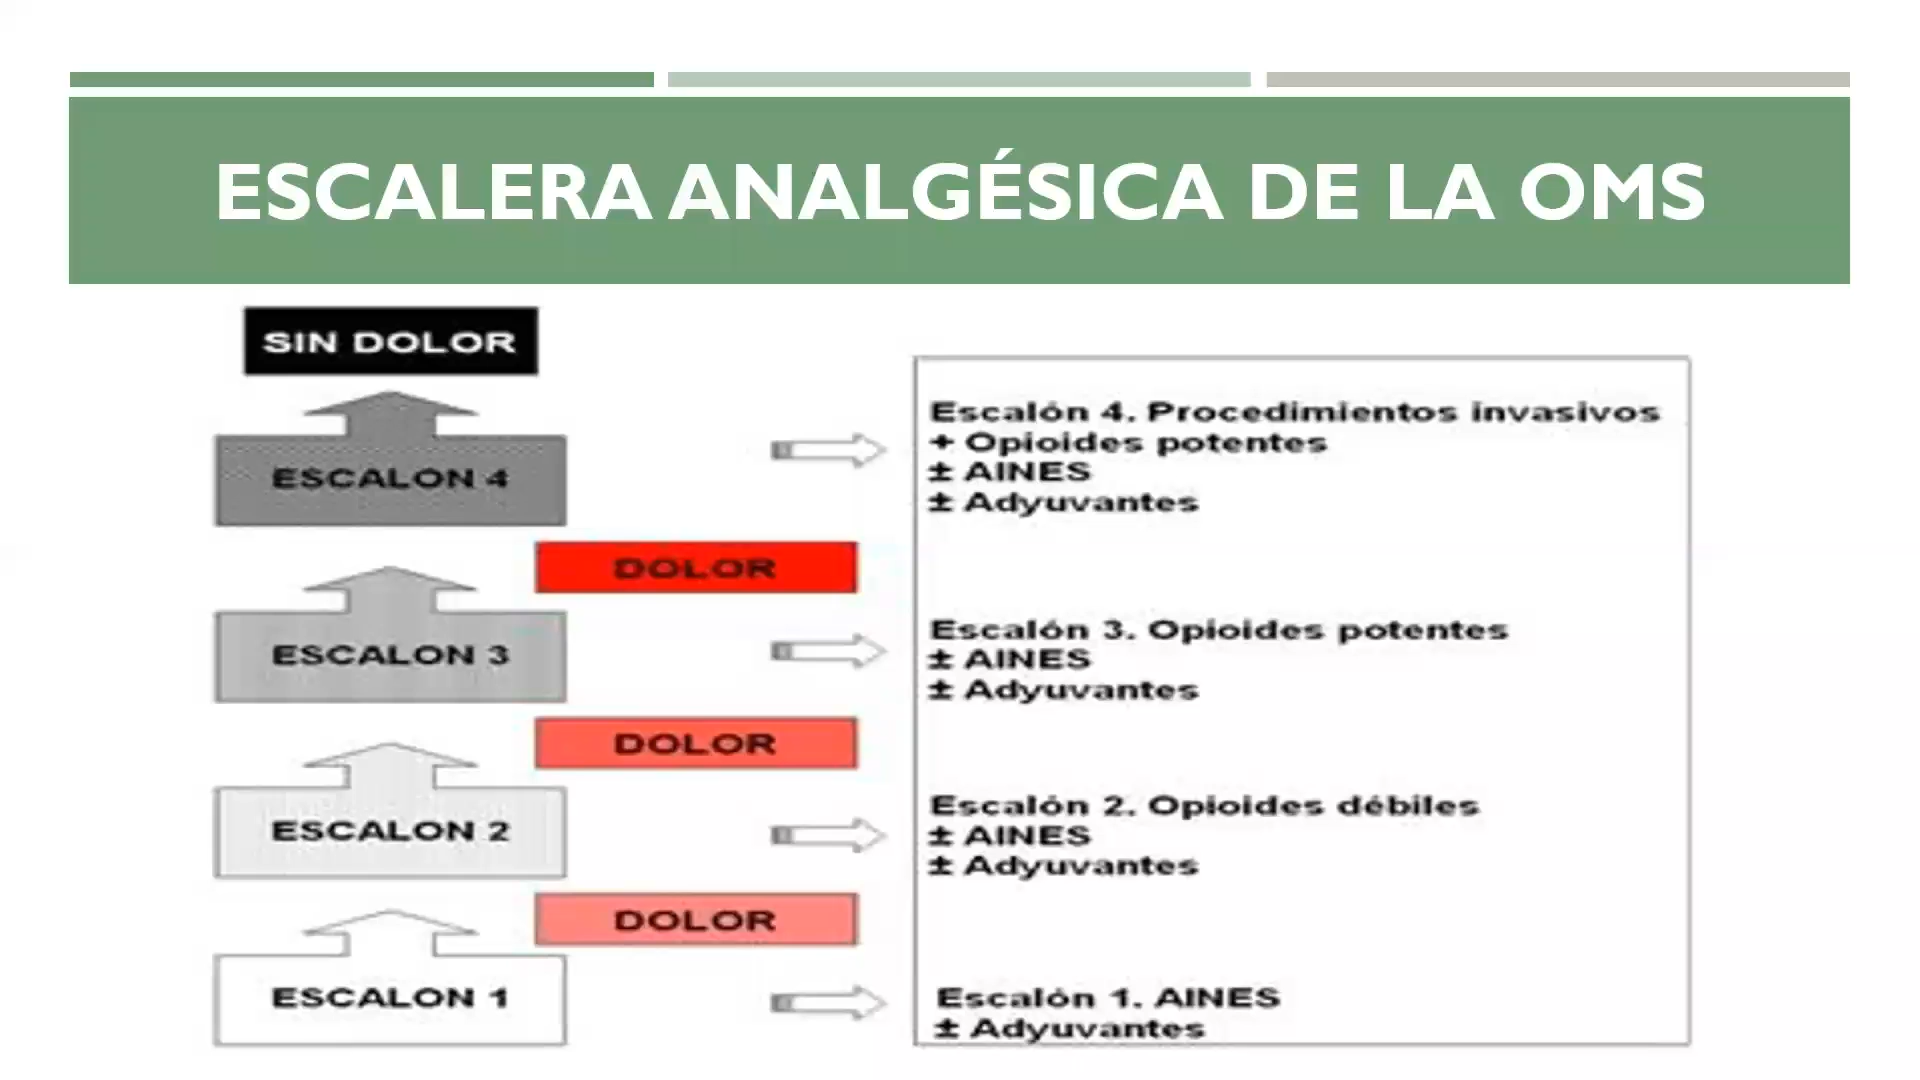 ESCALERA ANALGÉSICA DE LA OMS
SIN DOLOR
ESCALON 4
DOLOR
ESCALON 3
DOLOR
ESCALON 2
DOLOR
ESCALON 1
Escalón 4. Procedimientos invasivos
+ Opioides potentes
± AINES
± Adyuvantes
Escalón 3. Opioides potentes
± AINES
± Adyuvantes
Escalón 2. Opioides débiles
± AINES
± Adyuvantes
Escalón 1. AINES
± Adyuvantes